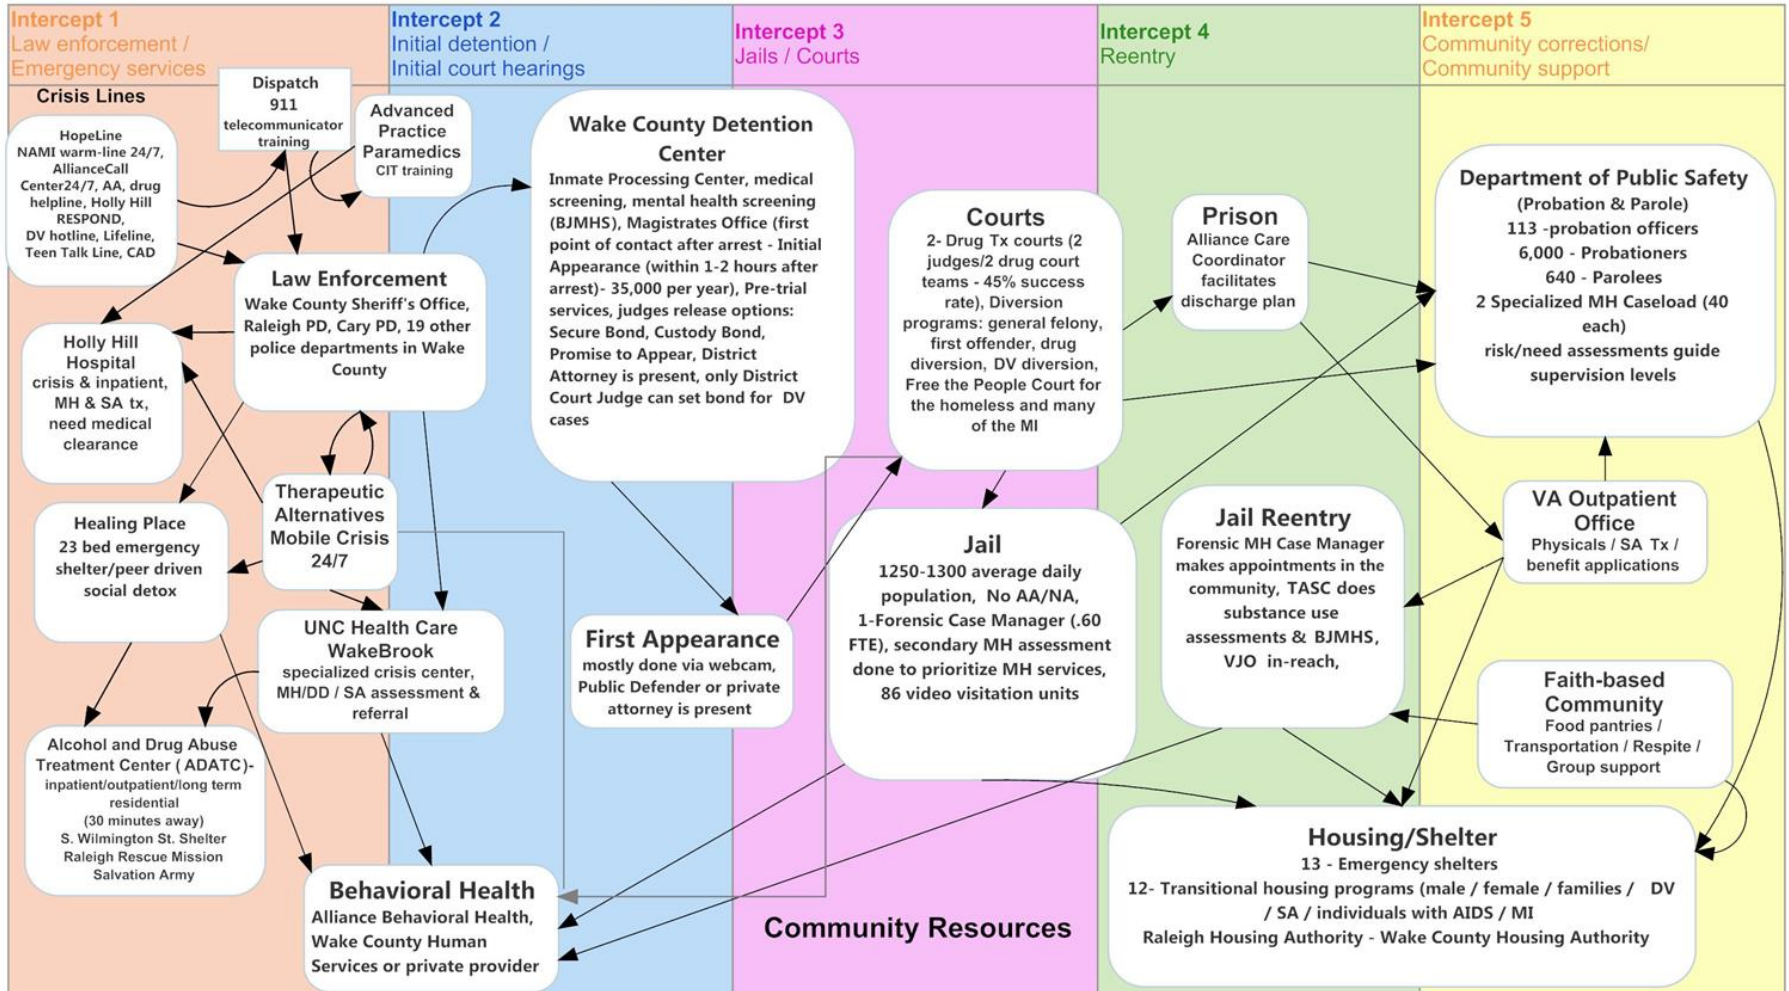 Intercept 1
Law enforcement /
Emergency services
Intercept 2
Initial detention /
Initial court hearings
Intercept 3
Jails / Courts
Intercept 4
Reentry
Intercept 5
Community corrections/
Community support
Crisis Lines
HopeLine
NAMI warm-line 24/7,
AllianceCall
Center24/7, AA, drug
helpline, Holly Hill
RESPOND,
DV hotline, Lifeline,
Teen Talk Line, CAD
Dispatch
911
telecommunicator
training
Advanced
Practice
Paramedics
CIT training
Law Enforcement
Wake County Sheriff's Office,
Raleigh PD, Cary PD, 19 other
police departments in Wake
County
Holly Hill
Hospital
crisis & inpatient,
MH & SA tx,
need medical
clearance
Therapeutic
Alternatives
Mobile Crisis
24/7
Healing Place
23 bed emergency
shelter/peer driven
social detox
UNC Health Care
WakeBrook
specialized crisis center,
MH/DD / SA assessment &
referral
Alcohol and Drug Abuse
Treatment Center ( ADATC)-
inpatient/outpatient/long term
residential
(30 minutes away)
S. Wilmington St. Shelter
Raleigh Rescue Mission
Salvation Army
Behavioral Health
Alliance Behavioral Health,
Wake County Human
Services or private provider
Wake County Detention
Center
Inmate Processing Center, medical
screening, mental health screening
(BJMHS), Magistrates Office (first
point of contact after arrest - Initial
Appearance (within 1-2 hours after
arrest)- 35,000 per year), Pre-trial
services, judges release options:
Secure Bond, Custody Bond,
Promise to Appear, District
Attorney is present, only District
Court Judge can set bond for DV
cases
First Appearance
mostly done via webcam,
Public Defender or private
attorney is present
Courts
2- Drug Tx courts (2
judges/2 drug court
teams - 45% success
rate), Diversion
programs: general felony,
first offender, drug
diversion, DV diversion,
Free the People Court for
the homeless and many
of the MI
Jail
1250-1300 average daily
population, No AA/NA,
1-Forensic Case Manager (.60
FTE), secondary MH assessment
done to prioritize MH services,
86 video visitation units
Community Resources
Prison
Alliance Care
Coordinator
facilitates
discharge plan
Jail Reentry
Forensic MH Case Manager
makes appointments in the
community, TASC does
substance use
assessments & BJMHS,
VJO in-reach,
Department of Public Safety
(Probation & Parole)
113 -probation officers
6,000 - Probationers
640 - Parolees
2 Specialized MH Caseload (40
each)
risk/need assessments guide
supervision levels
VA Outpatient
Office
Physicals / SA Tx /
benefit applications
Faith-based
Community
Food pantries /
Transportation / Respite /
Group support
Housing/Shelter
13 - Emergency shelters
12- Transitional housing programs (male / female / families / DV
/ SA / individuals with AIDS / MI
Raleigh Housing Authority - Wake County Housing Authority